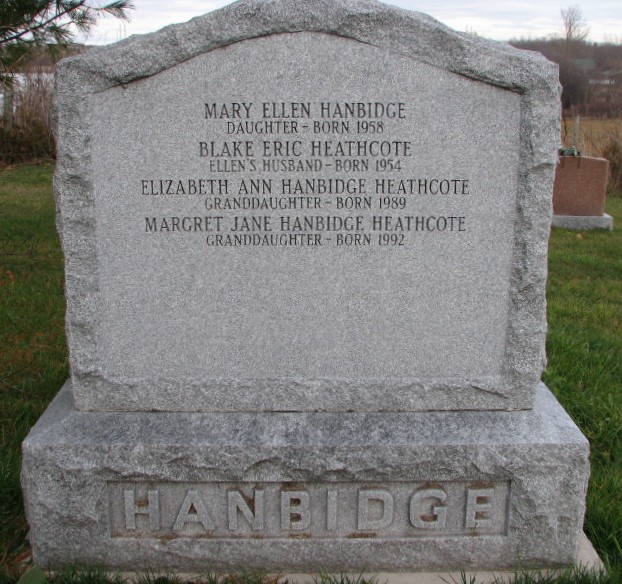 MARY ELLEN HANBIDGE
DAUGHTER - BORN 1958
BLAKE ERIC HEATHCOTE
ELLEN'S HUSBAND - BORN 1954
ELIZABETH ANN HANBIDGE HEATHCOTE
GRANDDAUGHTER - BORN 1989
MARGRET JANE HANBIDGE HEATHCOTE
GRANDDAUGHTER - BORN 1992
HANBIDGE